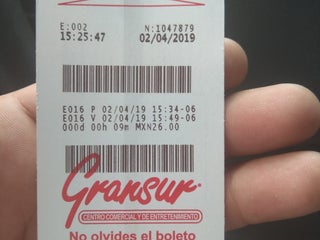 E:002 N:1047879
15:25:47 02/04/2019
E016 P 02/04/19 15:34-06
E016 V 02/04/19 15:49-06
000d 00h 09m MXN26.00
Gransur
CENTRO COMERCIAL Y DE ENTRETENIMIENTO
No olvides el boleto